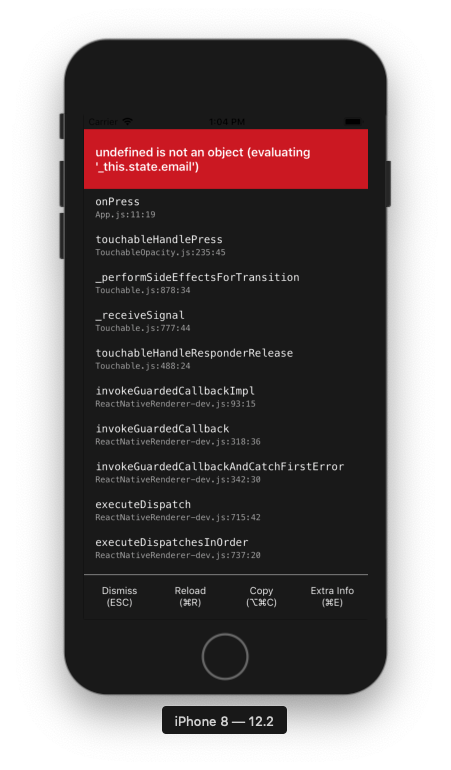 Carrier 1:04 PM
undefined is not an object (evaluating
'_this.state.email')
onPress
App.js:11:19
touchableHandlePress
TouchableOpacity.js:235:45
_performSideEffectsForTransition
Touchable.js:878:34
_receiveSignal
Touchable.js:777:44
touchableHandleResponderRelease
Touchable.js:488:24
invokeGuardedCallbackImpl
ReactNativeRenderer-dev.js:93:15
invokeGuardedCallback
ReactNativeRenderer-dev.js:318:36
invokeGuardedCallbackAndCatchFirstError
ReactNativeRenderer-dev.js:342:30
executeDispatch
ReactNativeRenderer-dev.js:715:42
executeDispatchesInOrder
ReactNativeRenderer-dev.js:737:20
Dismiss Reload Copy Extra Info
(ESC) (⌘R) (⌥⌘C) (⌘E)
iPhone 8 — 12.2